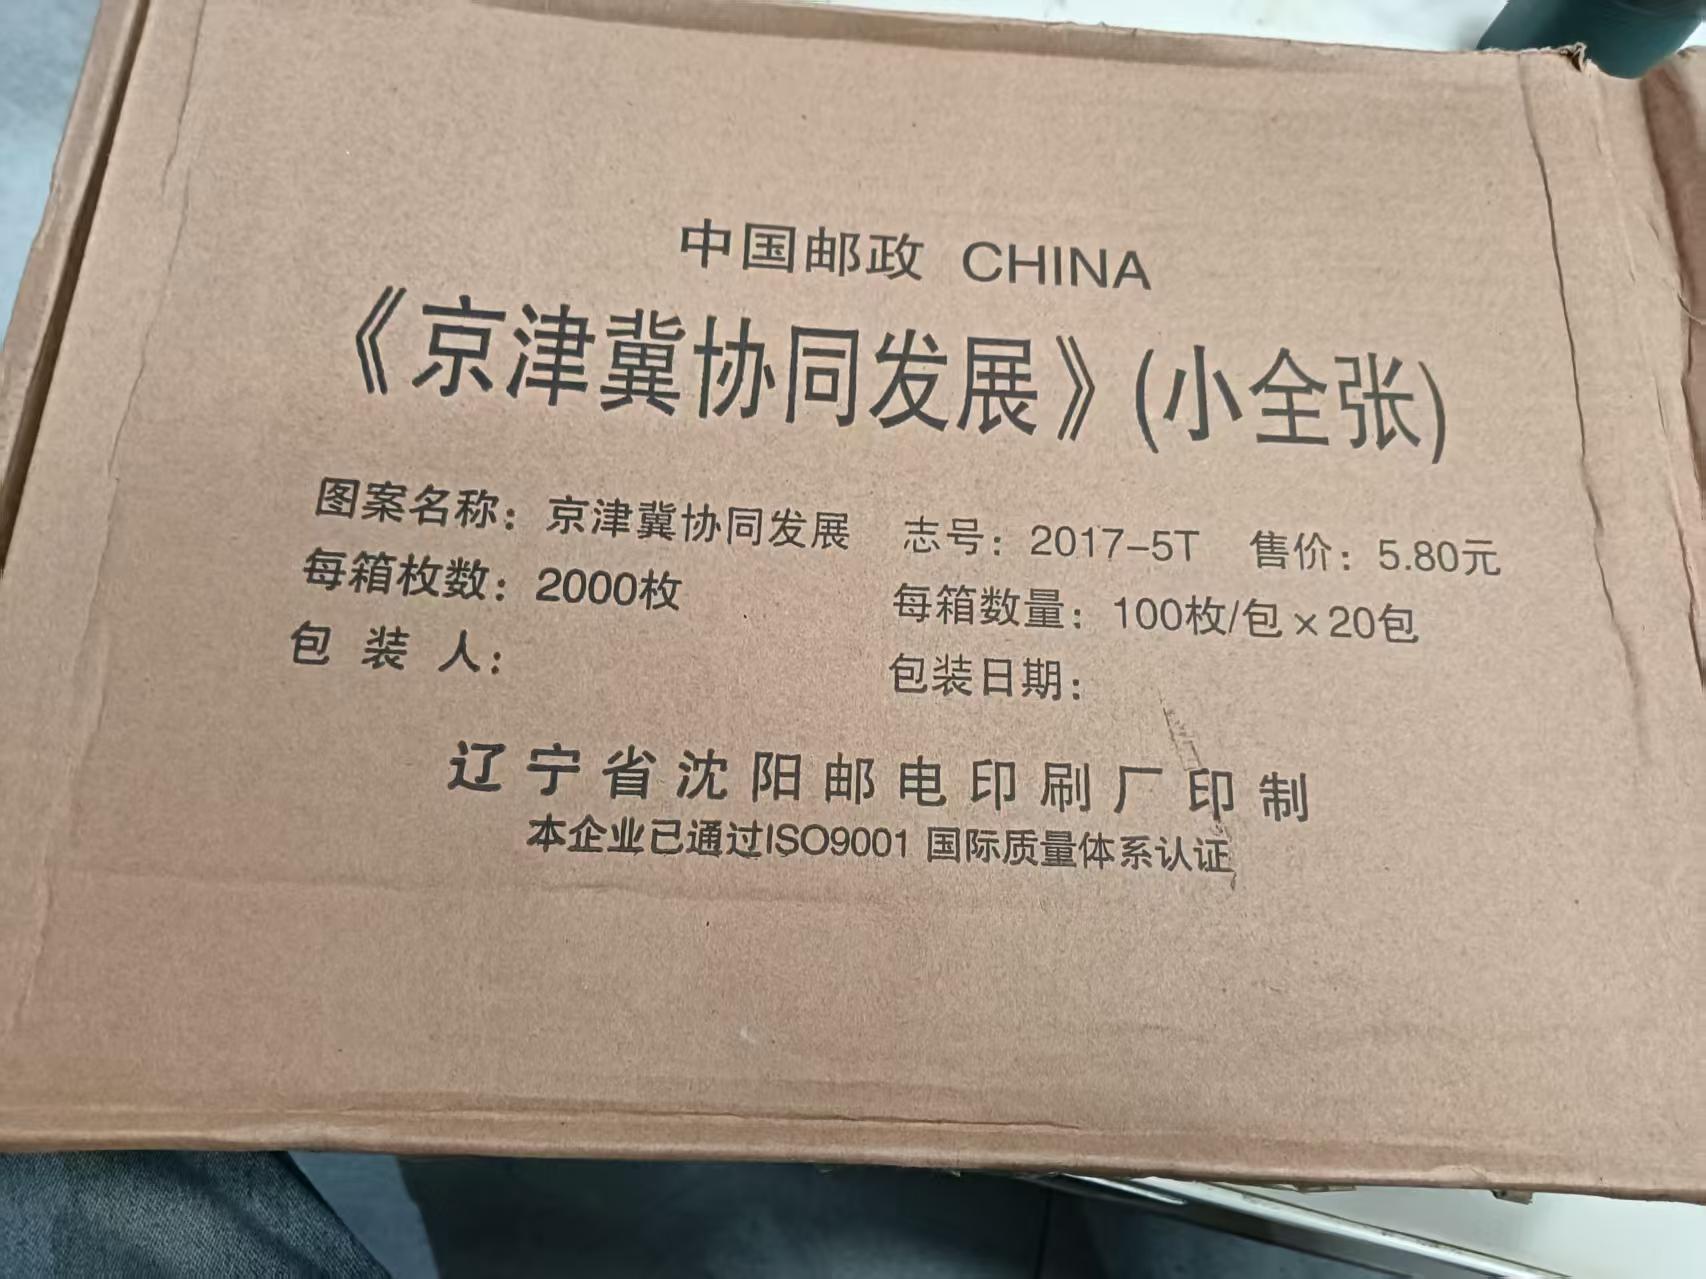 中国邮政 CHINA
《京津冀协同发展》(小全张)
图案名称：京津冀协同发展 志号：2017-5T 售价：5.80元
每箱枚数：2000枚 每箱数量：100枚/包×20包
包装人： 包装日期：
辽宁省沈阳邮电印刷厂印制
本企业已通过ISO9001 国际质量体系认证